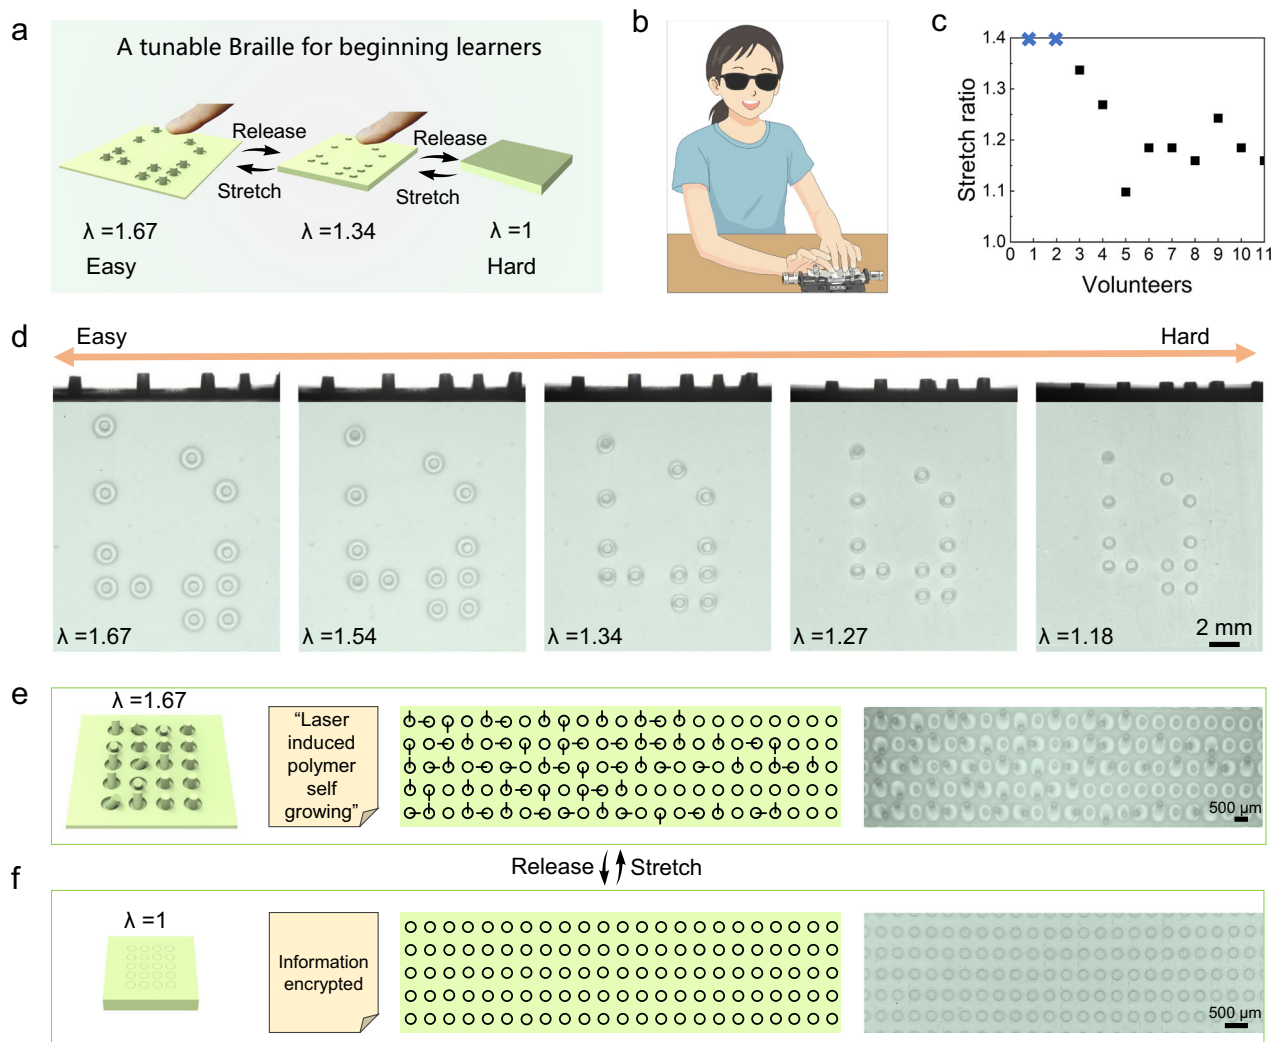 a
A tunable Braille for beginning learners
Release
Stretch
Release
Stretch
λ =1.67
λ =1.34
λ =1
Easy
Hard
b
c
Stretch ratio
1.4
1.3
1.2
1.1
1.0
0 1 2 3 4 5 6 7 8 9 10 11
Volunteers
d
Easy
Hard
λ =1.67
λ =1.54
λ =1.34
λ =1.27
λ =1.18
2 mm
e
λ =1.67
“Laser
induced
polymer
self
growing”
500 μm
Release
Stretch
f
λ =1
Information
encrypted
500 μm